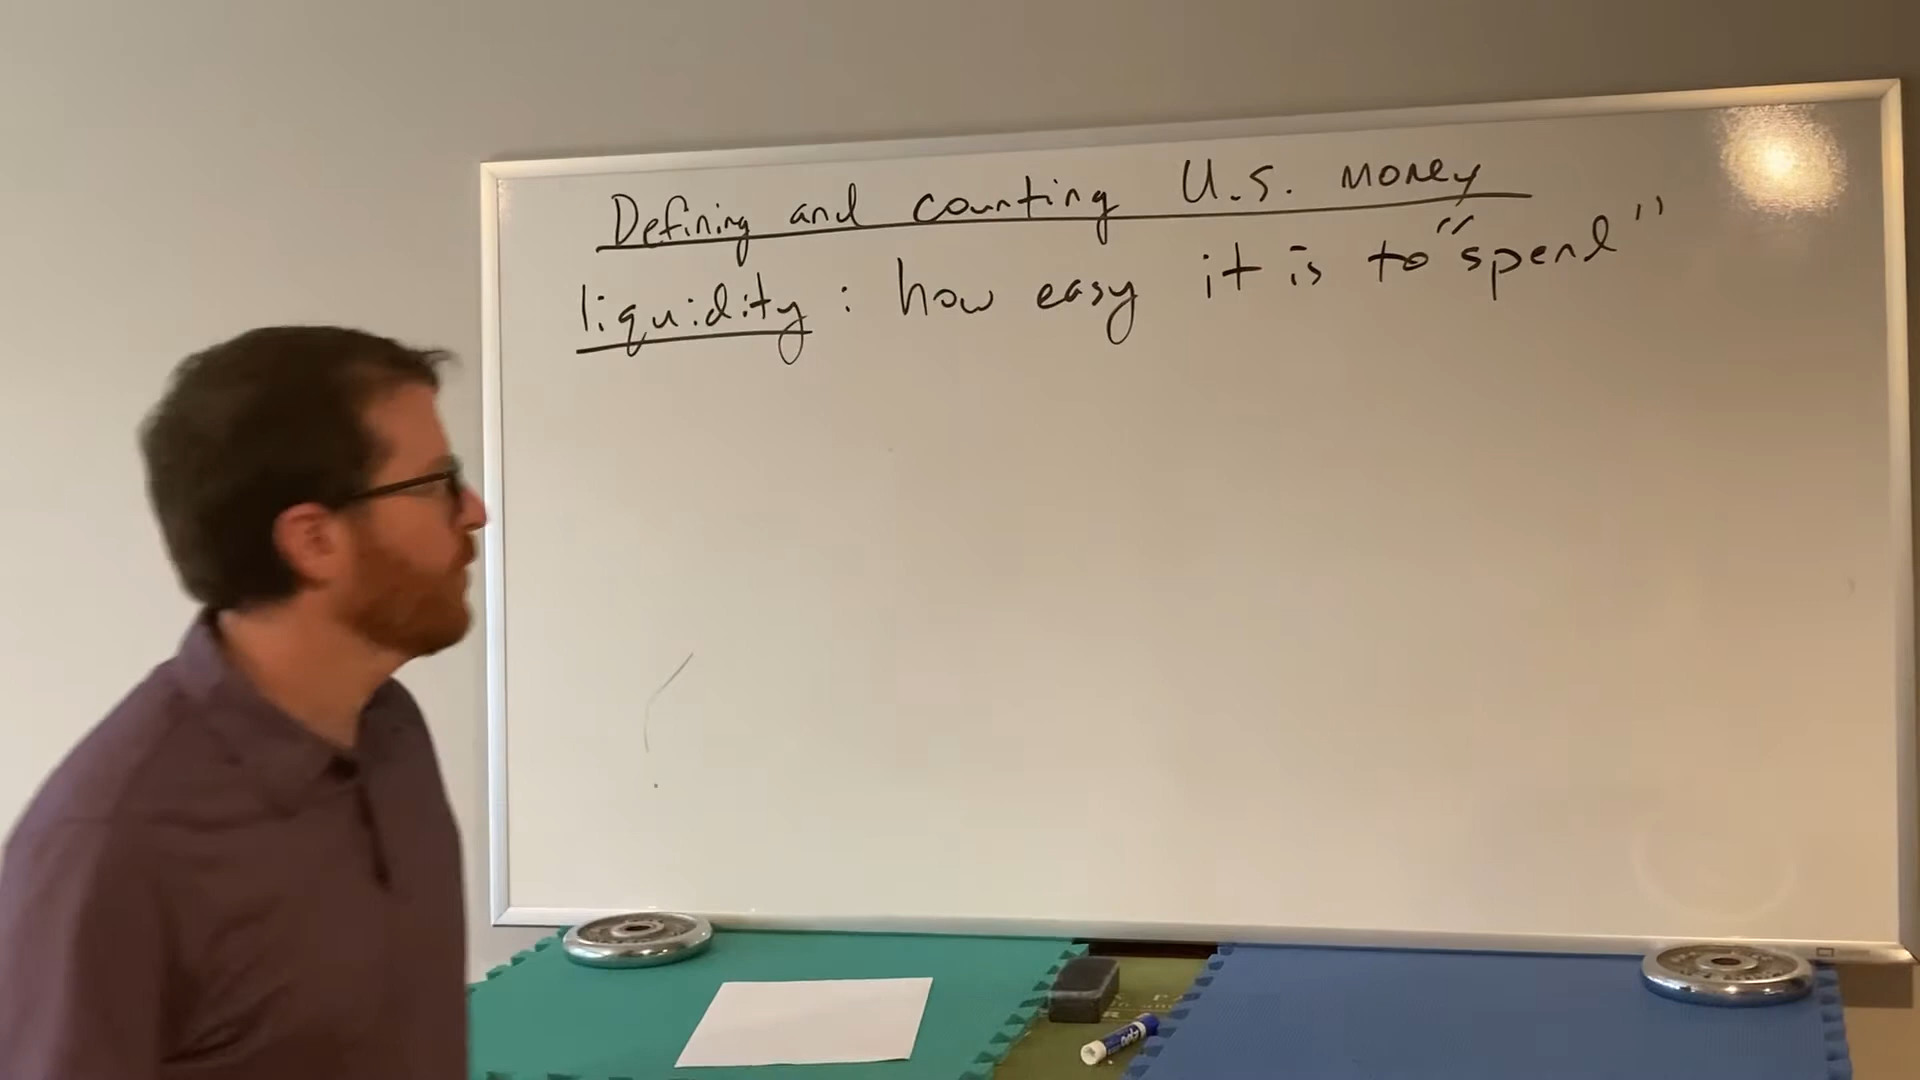 Defining and counting U.S. money
liquidity: how easy it is to "spend"